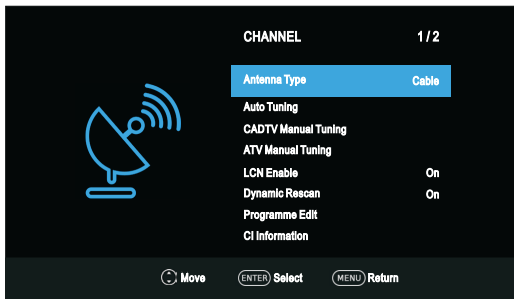 CHANNEL 1/2
Antenna Type Cable
Auto Tuning
CADTV Manual Tuning
ATV Manual Tuning
LCN Enable On
Dynamic Rescan On
Programme Edit
CI Information
Move ENTER Select MENU Return